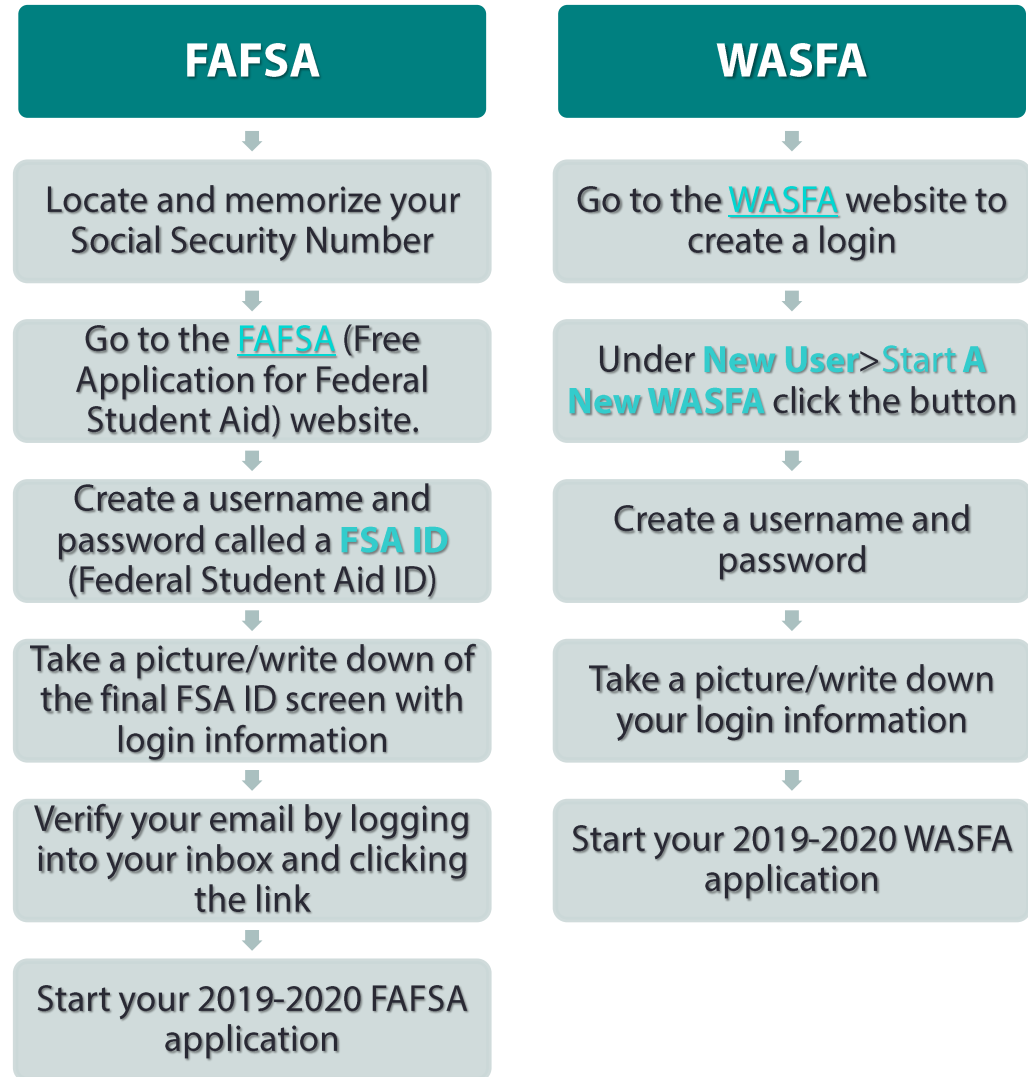 FAFSA
Locate and memorize your
Social Security Number
Go to the FAFSA (Free
Application for Federal
Student Aid) website.
Create a username and
password called a FSA ID
(Federal Student Aid ID)
Take a picture/write down of
the final FSA ID screen with
login information
Verify your email by logging
into your inbox and clicking
the link
Start your 2019-2020 FAFSA
application
WASFA
Go to the WASFA website to
create a login
Under New User>Start A
New WASFA click the button
Create a username and
password
Take a picture/write down
your login information
Start your 2019-2020 WASFA
application